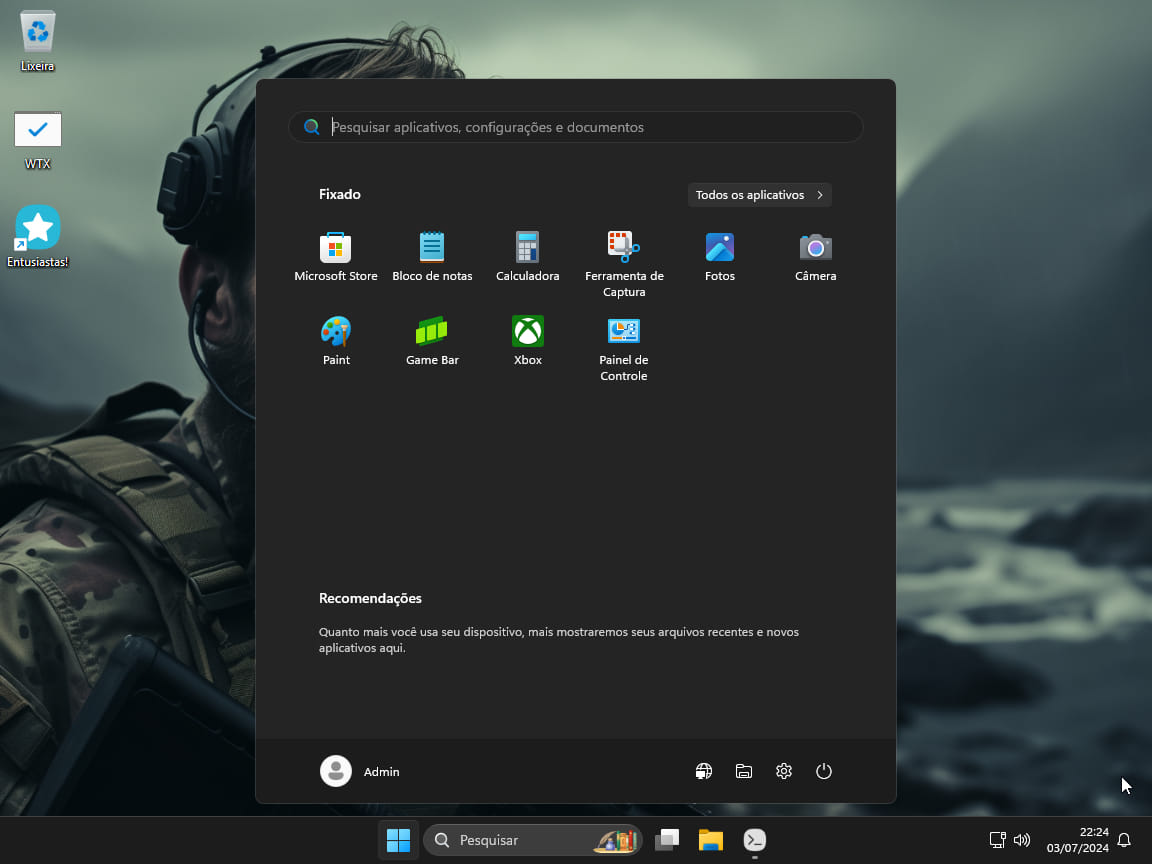 Lixeira
WTX
Entusiastas!
Pesquisar aplicativos, configurações e documentos
Fixado
Todos os aplicativos
Microsoft Store
Bloco de notas
Calculadora
Ferramenta de
Captura
Fotos
Câmera
Paint
Game Bar
Xbox
Painel de
Controle
Recomendações
Quanto mais você usa seu dispositivo, mais mostraremos seus arquivos recentes e novos
aplicativos aqui.
Admin
Pesquisar
22:24
03/07/2024